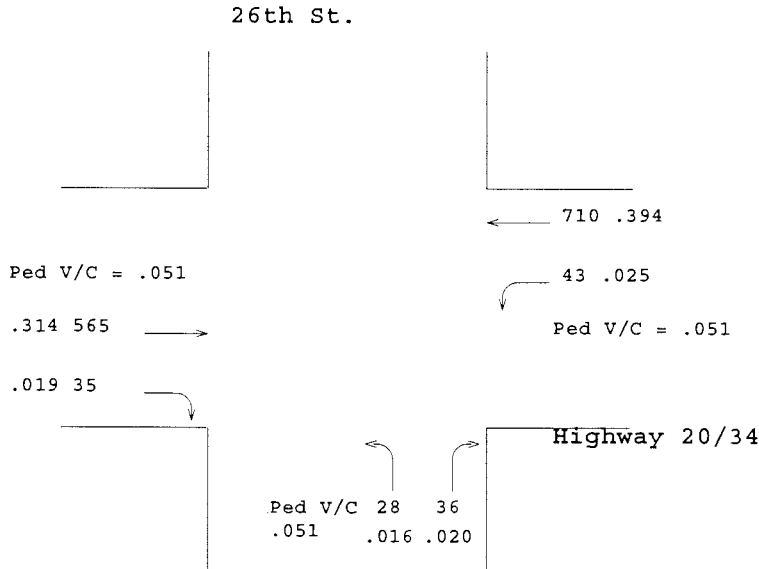 26th St.
710 .394
Ped V/C = .051
43 .025
.314 565
Ped V/C = .051
.019 35
Highway 20/34
Ped V/C 28 36
.051 .016 .020